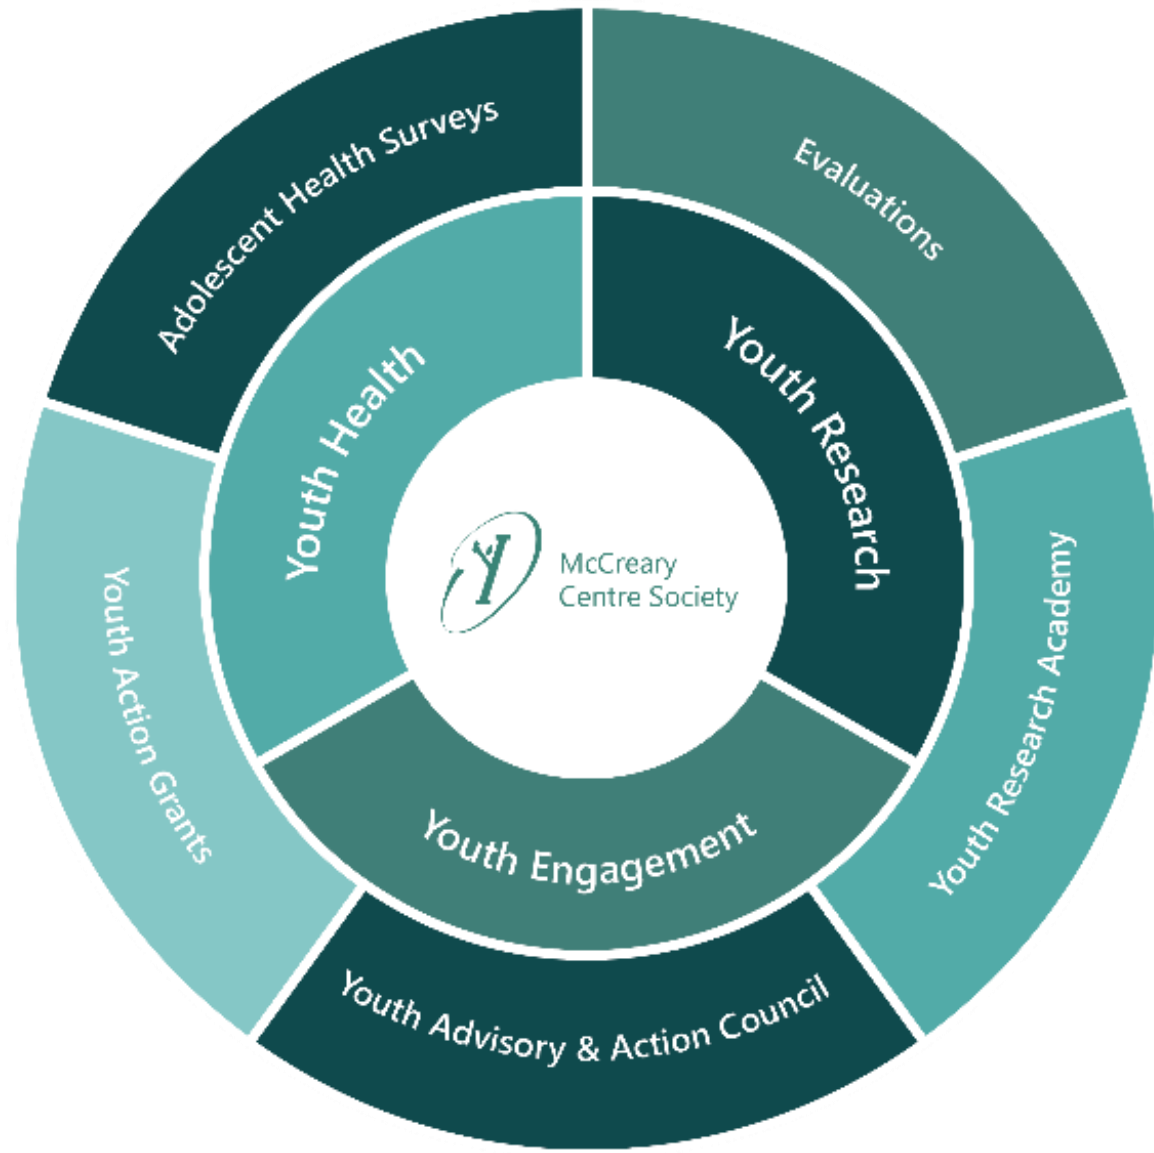 Adolescent Health Surveys
Evaluations
Youth Health
Youth Research
McCreary
Centre Society
Youth Action Grants
Youth Research Academy
Youth Engagement
Youth Advisory & Action Council